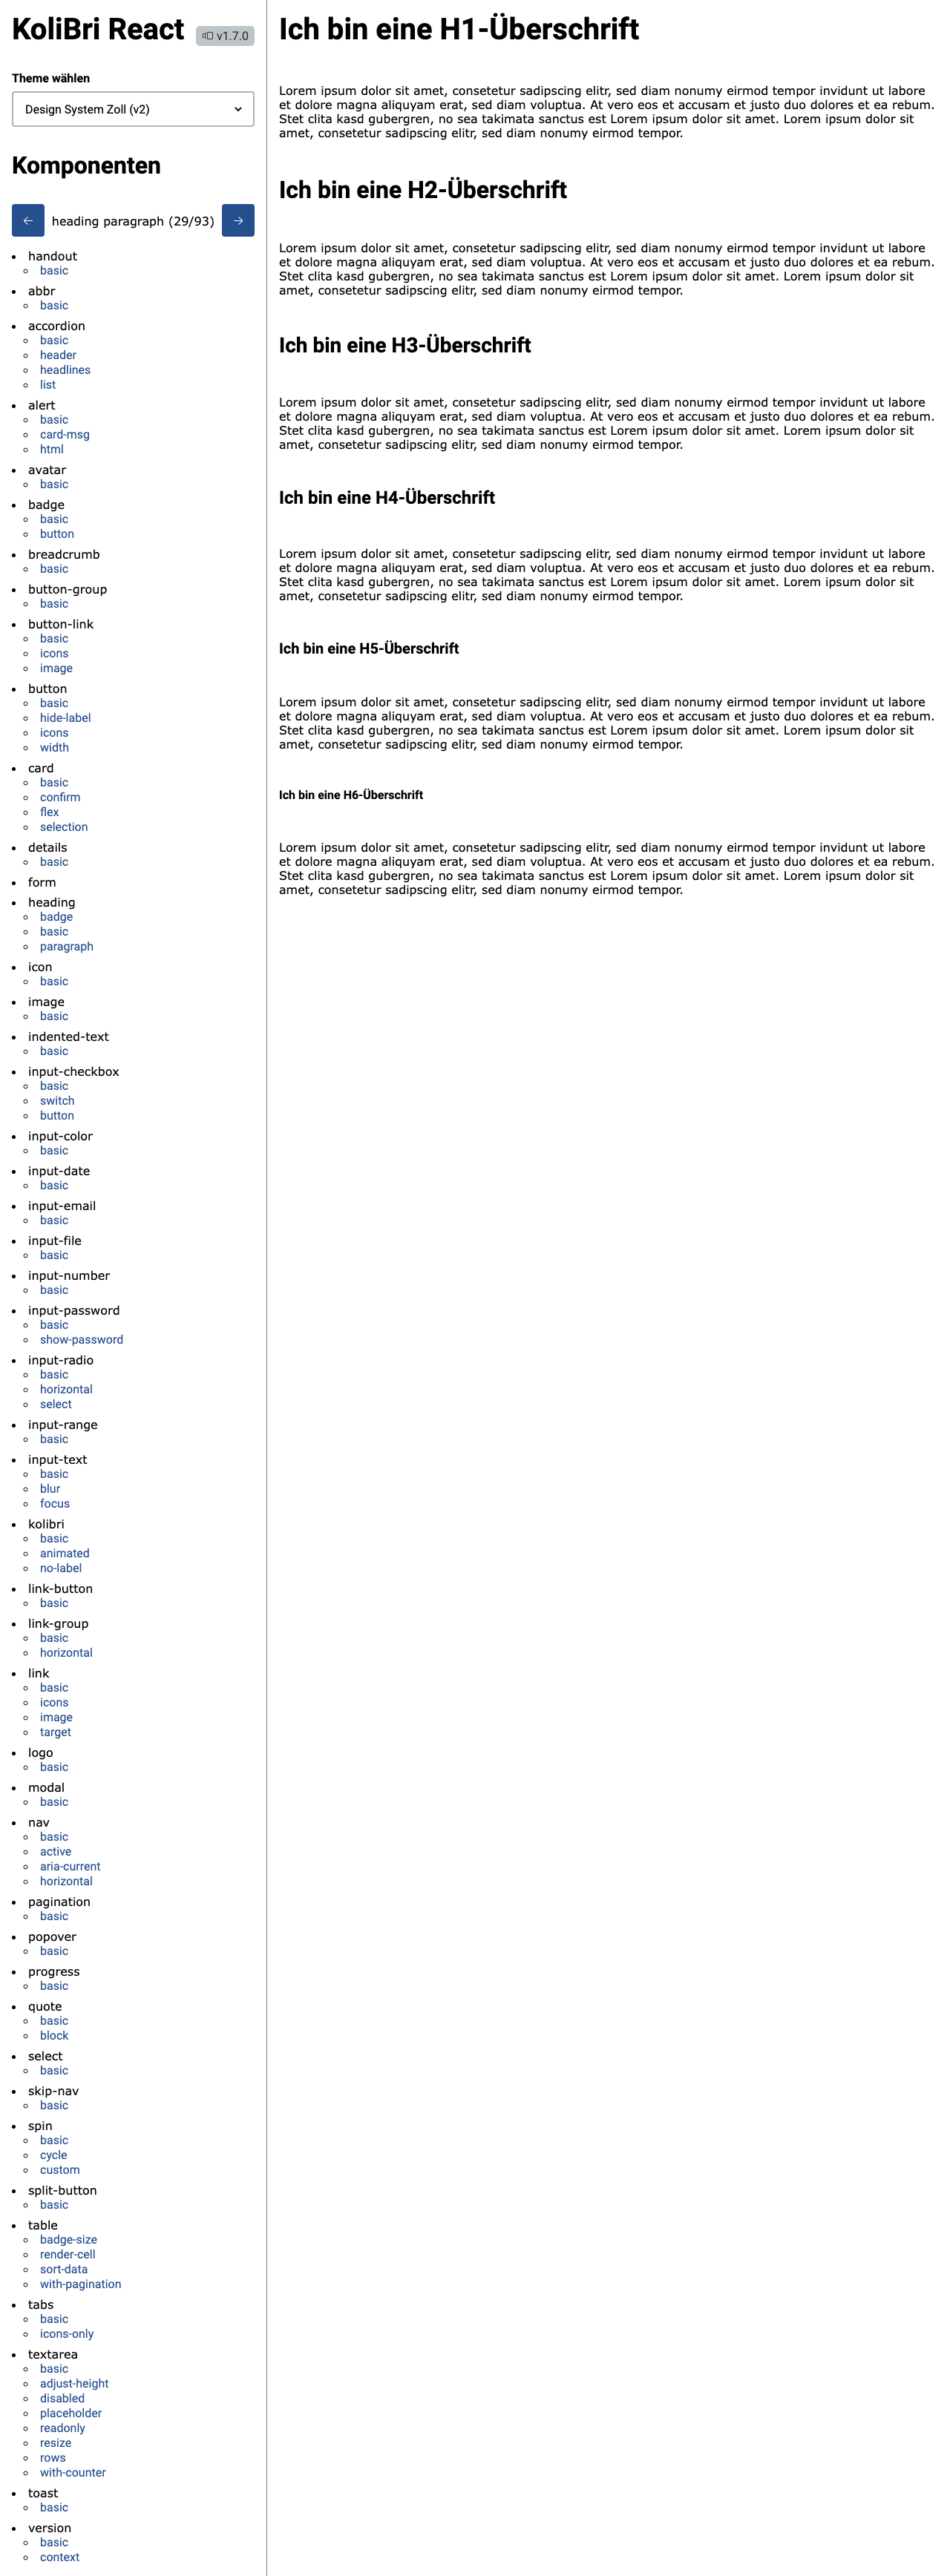 KoliBri React
v1.7.0
Theme wählen
Design System Zoll (v2)
Komponenten
← heading paragraph (29/93) →
handout
basic
abbr
basic
accordion
basic
header
headlines
list
alert
basic
card-msg
html
avatar
basic
badge
basic
button
breadcrumb
basic
button-group
basic
button-link
basic
icons
image
button
basic
hide-label
icons
width
card
basic
confirm
flex
selection
details
basic
form
heading
badge
basic
paragraph
icon
basic
image
basic
indented-text
basic
input-checkbox
basic
switch
button
input-color
basic
input-date
basic
input-email
basic
input-file
basic
input-number
basic
input-password
basic
show-password
input-radio
basic
horizontal
select
input-range
basic
input-text
basic
blur
focus
kolibri
basic
animated
no-label
link-button
basic
link-group
basic
horizontal
link
basic
icons
image
target
logo
basic
modal
basic
nav
basic
active
aria-current
horizontal
pagination
basic
popover
basic
progress
basic
quote
basic
block
select
basic
skip-nav
basic
spin
basic
cycle
custom
split-button
basic
table
badge-size
render-cell
sort-data
with-pagination
tabs
basic
icons-only
textarea
basic
adjust-height
disabled
placeholder
readonly
resize
rows
with-counter
toast
basic
version
basic
context
Ich bin eine H1-Überschrift
Lorem ipsum dolor sit amet, consetetur sadipscing elitr, sed diam nonumy eirmod tempor invidunt ut labore
et dolore magna aliquyam erat, sed diam voluptua. At vero eos et accusam et justo duo dolores et ea rebum.
Stet clita kasd gubergren, no sea takimata sanctus est Lorem ipsum dolor sit amet. Lorem ipsum dolor sit
amet, consetetur sadipscing elitr, sed diam nonumy eirmod tempor.
Ich bin eine H2-Überschrift
Lorem ipsum dolor sit amet, consetetur sadipscing elitr, sed diam nonumy eirmod tempor invidunt ut labore
et dolore magna aliquyam erat, sed diam voluptua. At vero eos et accusam et justo duo dolores et ea rebum.
Stet clita kasd gubergren, no sea takimata sanctus est Lorem ipsum dolor sit amet. Lorem ipsum dolor sit
amet, consetetur sadipscing elitr, sed diam nonumy eirmod tempor.
Ich bin eine H3-Überschrift
Lorem ipsum dolor sit amet, consetetur sadipscing elitr, sed diam nonumy eirmod tempor invidunt ut labore
et dolore magna aliquyam erat, sed diam voluptua. At vero eos et accusam et justo duo dolores et ea rebum.
Stet clita kasd gubergren, no sea takimata sanctus est Lorem ipsum dolor sit amet. Lorem ipsum dolor sit
amet, consetetur sadipscing elitr, sed diam nonumy eirmod tempor.
Ich bin eine H4-Überschrift
Lorem ipsum dolor sit amet, consetetur sadipscing elitr, sed diam nonumy eirmod tempor invidunt ut labore
et dolore magna aliquyam erat, sed diam voluptua. At vero eos et accusam et justo duo dolores et ea rebum.
Stet clita kasd gubergren, no sea takimata sanctus est Lorem ipsum dolor sit amet. Lorem ipsum dolor sit
amet, consetetur sadipscing elitr, sed diam nonumy eirmod tempor.
Ich bin eine H5-Überschrift
Lorem ipsum dolor sit amet, consetetur sadipscing elitr, sed diam nonumy eirmod tempor invidunt ut labore
et dolore magna aliquyam erat, sed diam voluptua. At vero eos et accusam et justo duo dolores et ea rebum.
Stet clita kasd gubergren, no sea takimata sanctus est Lorem ipsum dolor sit amet. Lorem ipsum dolor sit
amet, consetetur sadipscing elitr, sed diam nonumy eirmod tempor.
Ich bin eine H6-Überschrift
Lorem ipsum dolor sit amet, consetetur sadipscing elitr, sed diam nonumy eirmod tempor invidunt ut labore
et dolore magna aliquyam erat, sed diam voluptua. At vero eos et accusam et justo duo dolores et ea rebum.
Stet clita kasd gubergren, no sea takimata sanctus est Lorem ipsum dolor sit amet. Lorem ipsum dolor sit
amet, consetetur sadipscing elitr, sed diam nonumy eirmod tempor.